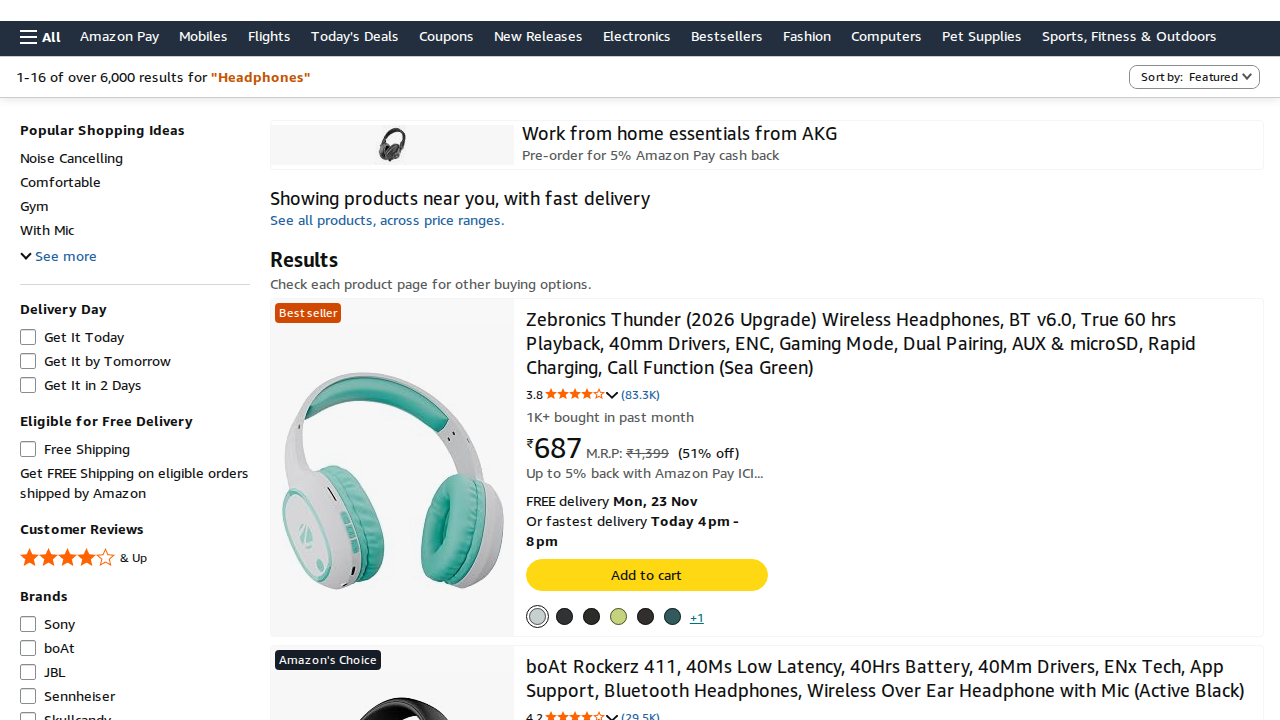 All Amazon Pay Mobiles Flights Today's Deals Coupons New Releases Electronics Bestsellers Fashion Computers Pet Supplies Sports, Fitness & Outdoors
1-16 of over 6,000 results for "Headphones"
Sort by: Featured
Popular Shopping Ideas
Noise Cancelling
Comfortable
Gym
With Mic
See more
Delivery Day
Get It Today
Get It by Tomorrow
Get It in 2 Days
Eligible for Free Delivery
Free Shipping
Get FREE Shipping on eligible orders
shipped by Amazon
Customer Reviews
& Up
Brands
Sony
boAt
JBL
Sennheiser
Skullcandy
Work from home essentials from AKG
Pre-order for 5% Amazon Pay cash back
Showing products near you, with fast delivery
See all products, across price ranges.
Results
Check each product page for other buying options.
Best seller
Zebronics Thunder (2026 Upgrade) Wireless Headphones, BT v6.0, True 60 hrs
Playback, 40mm Drivers, ENC, Gaming Mode, Dual Pairing, AUX & microSD, Rapid
Charging, Call Function (Sea Green)
3.8 (83.3K)
1K+ bought in past month
₹687 M.R.P: ₹1,399 (51% off)
Up to 5% back with Amazon Pay ICI...
FREE delivery Mon, 23 Nov
Or fastest delivery Today 4 pm -
8 pm
Add to cart
+1
Amazon's Choice
boAt Rockerz 411, 40Ms Low Latency, 40Hrs Battery, 40Mm Drivers, ENx Tech, App
Support, Bluetooth Headphones, Wireless Over Ear Headphone with Mic (Active Black)
4.2 (29.5K)